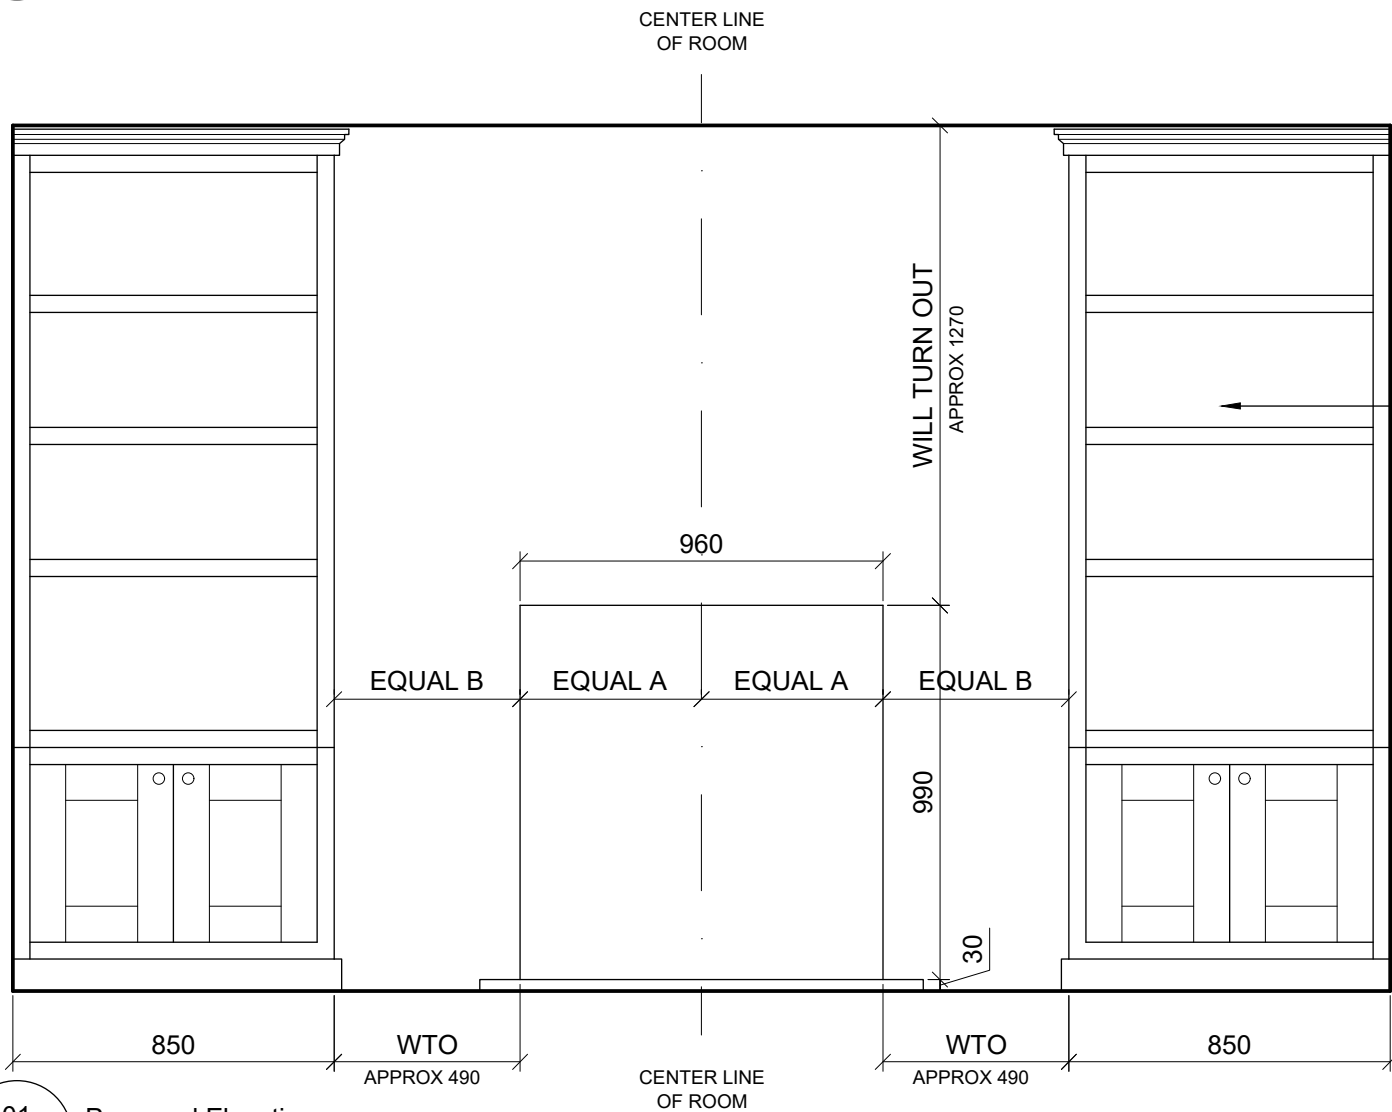 CENTER LINE
OF ROOM
WILL TURN OUT
APPROX 1270
960
EQUAL B
EQUAL A
EQUAL A
EQUAL B
990
30
850
WTO
APPROX 490
CENTER LINE
OF ROOM
WTO
APPROX 490
850
01